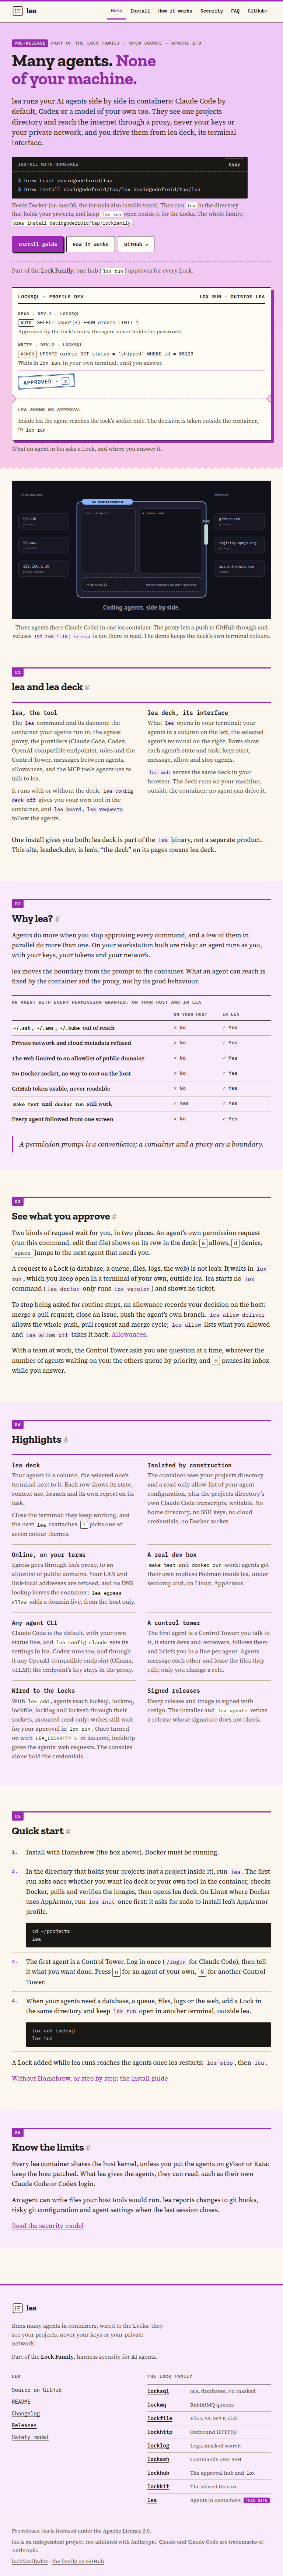 lea
Home Install How it works Security FAQ GitHub↗
PRE-RELEASE PART OF THE LOCK FAMILY · OPEN SOURCE · APACHE 2.0
Many agents. None
of your machine.
lea runs your AI agents side by side in containers: Claude Code by
default, Codex or a model of your own too. They see one projects
directory and reach the internet through a proxy, never your keys or
your private network, and you drive them from lea deck, its terminal
interface.
INSTALL WITH HOMEBREW Copy
$ brew trust davidgodefroid/tap
$ brew install davidgodefroid/tap/lox davidgodefroid/tap/lea
Needs Docker (on macOS, the formula also installs tmux). Then run lea in the directory
that holds your projects, and keep lox run open beside it for the Locks. The whole family:
brew install davidgodefroid/tap/lockfamily.
Install guide How it works GitHub ↗
Part of the Lock Family: one hub (lox run) approves for every Lock.
LOCKSQL · PROFILE DEV LOX RUN · OUTSIDE LEA
READ · DEV-2 · LOCKSQL
AUTO SELECT count(*) FROM orders LIMIT 1
Approved by the lock's rules; the agent never holds the password.
WRITE · DEV-2 · LOCKSQL
ASKED UPDATE orders SET status = 'shipped' WHERE id = 88123
Waits in lox run, in your own terminal, until you answer.
APPROVED · y
LEA SHOWS NO APPROVAL
Inside lea the agent reaches the lock's socket only. The decision is taken outside the container,
in lox run.
What an agent in lea asks a Lock, and where you answer it.
~/.ssh
~/.aws
192.168.1.10
~/projects
github.com
registry.npmjs.org
api.anthropic.com
Coding agents, side by side.
Three agents (here Claude Code) in one lea container. The proxy lets a push to GitHub through and
refuses 192.168.1.10; ~/.ssh is not there to read. The demo keeps the deck's own terminal colours.
01
lea and lea deck #
lea, the tool
The lea command and its daemon: the
container your agents run in, the egress
proxy, the providers (Claude Code, Codex,
OpenAI-compatible endpoints), roles and the
Control Tower, messages between agents,
allowances, and the MCP tools agents use to
talk to lea.
It runs with or without the deck: lea config
deck off gives you your own tool in the
container, and lea board, lea requests
follow the agents.
lea deck, its interface
What lea opens in your terminal: your
agents in a column on the left, the selected
agent's terminal on the right. Rows show
each agent's state and task; keys start,
message, allow and stop agents.
lea web serves the same deck in your
browser. The deck runs on your machine,
outside the container: no agent can drive it.
One install gives you both: lea deck is part of the lea binary, not a separate product.
This site, leadeck.dev, is lea's; “the deck” on its pages means lea deck.
02
Why lea? #
Agents do more when you stop approving every command, and a few of them in
parallel do more than one. On your workstation both are risky: an agent runs as you,
with your keys, your tokens and your network.
lea moves the boundary from the prompt to the container. What an agent can reach is
fixed by the container and the proxy, not by its good behaviour.
AN AGENT WITH EVERY PERMISSION GRANTED, ON YOUR HOST AND IN LEA
ON YOUR HOST IN LEA
~/.ssh, ~/.aws, ~/.kube out of reach × No ✓ Yes
Private network and cloud metadata refused × No ✓ Yes
The web limited to an allowlist of public domains × No ✓ Yes
No Docker socket, no way to root on the host × No ✓ Yes
GitHub token usable, never readable × No ✓ Yes
make test and docker run still work ✓ Yes ✓ Yes
Every agent followed from one screen × No ✓ Yes
A permission prompt is a convenience; a container and a proxy are a boundary.
03
See what you approve #
Two kinds of request wait for you, in two places. An agent's own permission request
(run this command, edit that file) shows on its row in the deck: a allows, d denies,
space jumps to the next agent that needs you.
A request to a Lock (a database, a queue, files, logs, the web) is not lea's. It waits in lox
run, which you keep open in a terminal of your own, outside lea. lea starts no lox
command (lea doctor only runs lox version) and shows no ticket.
To stop being asked for routine steps, an allowance records your decision on the host:
merge a pull request, close an issue, push the agent's own branch. lea allow deliver
allows the whole push, pull request and merge cycle; lea allow lists what you allowed
and lea allow off takes it back. Allowances.
With a team at work, the Control Tower asks you one question at a time, whatever the
number of agents waiting on you: the others queue by priority, and H pauses its inbox
while you answer.
04
Highlights #
lea deck
Your agents in a column, the selected one's
terminal next to it. Each row shows its state,
context use, branch and its own report on its
task.
Close the terminal: they keep working, and
the next lea reattaches. T picks one of
seven colour themes.
Isolated by construction
The container sees your projects directory
and a read-only allow-list of your agent
configuration, plus the projects directory's
own Claude Code transcripts, writable. No
home directory, no SSH keys, no cloud
credentials, no Docker socket.
Online, on your terms
Egress goes through lea's proxy, to an
allowlist of public domains. Your LAN and
link-local addresses are refused, and no DNS
lookup leaves the container; lea egress
allow adds a domain live, from the host only.
A real dev box
make test and docker run work: agents get
their own rootless Podman inside lea, under
seccomp and, on Linux, AppArmor.
Any agent CLI
Claude Code is the default, with your own
status line, and lea config claude sets its
settings in lea. Codex runs too, and through
it any OpenAI-compatible endpoint (Ollama,
vLLM); the endpoint's key stays in the proxy.
A control tower
The first agent is a Control Tower: you talk to
it, it starts devs and reviewers, follows them
and briefs you in a line per agent. Agents
message each other and leave the files they
edit; you change a role.
Wired to the Locks
With lox add, agents reach locksql, lockmq,
lockfile, locklog and lockssh through their
sockets, mounted read-only: writes still wait
for your approval in lox run. Once turned
on with LEA_LOCKHTTP=1 in lea.conf, lockhttp
gates the agents' web requests. The consoles
alone hold the credentials.
Signed releases
Every release and image is signed with
cosign. The installer and lea update refuse
a release whose signature does not check.
05
Quick start #
1. Install with Homebrew (the box above). Docker must be running.
2. In the directory that holds your projects (not a project inside it), run lea. The first
run asks once whether you want lea deck or your own tool in the container, checks
Docker, pulls and verifies the images, then opens lea deck. On Linux where Docker
uses AppArmor, run lea init once first: it asks for sudo to install lea's AppArmor
profile.
cd ~/projects
lea
3. The first agent is a Control Tower. Log in once (/login for Claude Code), then tell
it what you want done. Press n for an agent of your own, N for another Control
Tower.
4. When your agents need a database, a queue, files, logs or the web, add a Lock in
the same directory and keep lox run open in another terminal, outside lea.
lox add locksql
lox run
A Lock added while lea runs reaches the agents once lea restarts: lea stop, then lea.
Without Homebrew, or step by step: the install guide
06
Know the limits #
Every lea container shares the host kernel, unless you put the agents on gVisor or Kata:
keep the host patched. What lea gives the agents, they can read, such as their own
Claude Code or Codex login.
An agent can write files your host tools would run. lea reports changes to git hooks,
risky git configuration and agent settings when the last session closes.
Read the security model
lea
Runs many agents in containers, wired to the Locks: they
see your projects, never your keys or your private
network.
Part of the Lock Family, harness security for AI agents.
LEA
Source on GitHub
README
Changelog
Releases
Safety model
THE LOCK FAMILY
locksql SQL databases, PII masked
lockmq RabbitMQ queues
lockfile Files: S3, SFTP, disk
lockhttp Outbound HTTP(S)
locklog Logs, masked search
lockssh Commands over SSH
lockhub The approval hub and lox
lockkit The shared Go core
lea Agents in containers THIS SITE
Pre-release. lea is licensed under the Apache License 2.0.
lea is an independent project, not affiliated with Anthropic. Claude and Claude Code are trademarks of
Anthropic.
lockfamily.dev · the family on GitHub